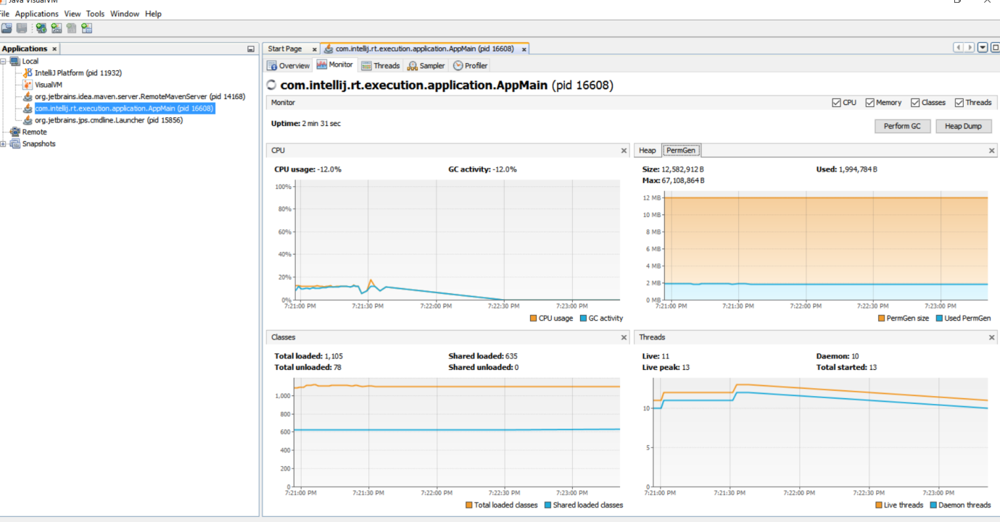 Java VisualVM
File Applications View Tools Window Help
Applications ×
Local
IntelliJ Platform (pid 11932)
VisualVM
org.jetbrains.idea.maven.server.RemoteMavenServer (pid 14168)
com.intellij.rt.execution.application.AppMain (pid 16608)
org.jetbrains.jps.cmdline.Launcher (pid 15856)
Remote
Snapshots
Start Page × com.intellij.rt.execution.application.AppMain (pid 16608) ×
Overview Monitor Threads Sampler Profiler
com.intellij.rt.execution.application.AppMain (pid 16608)
Monitor CPU Memory Classes Threads
Uptime: 2 min 31 sec Perform GC Heap Dump
CPU ×
CPU usage: -12.0% GC activity: -12.0%
100%
80%
60%
40%
20%
0%
7:21:00 PM 7:21:30 PM 7:22:00 PM 7:22:30 PM 7:23:00 PM
CPU usage GC activity
Heap PermGen ×
Size: 12,582,912 B Used: 1,994,784 B
Max: 67,108,864 B
12 MB
10 MB
8 MB
6 MB
4 MB
2 MB
0 MB
7:21:00 PM 7:21:30 PM 7:22:00 PM 7:22:30 PM 7:23:00 PM
PermGen size Used PermGen
Classes ×
Total loaded: 1,105 Shared loaded: 635
Total unloaded: 78 Shared unloaded: 0
1,000
800
600
400
200
0
7:21:00 PM 7:21:30 PM 7:22:00 PM 7:22:30 PM 7:23:00 PM
Total loaded classes Shared loaded classes
Threads ×
Live: 11 Daemon: 10
Live peak: 13 Total started: 13
10
5
0
7:21:00 PM 7:21:30 PM 7:22:00 PM 7:22:30 PM 7:23:00 PM
Live threads Daemon threads